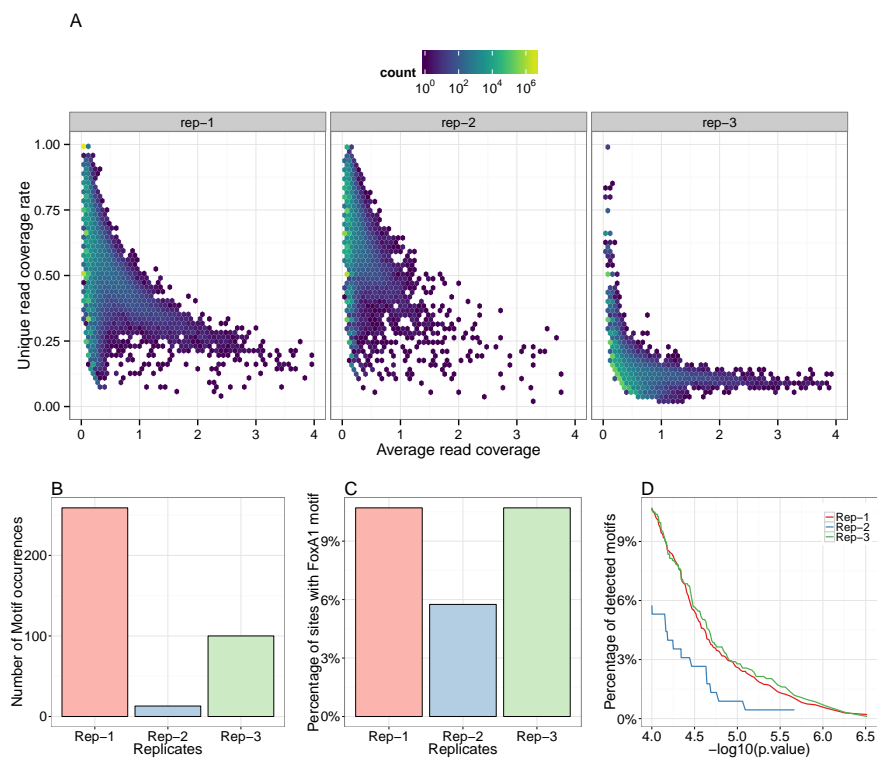 A
count
10^0 10^2 10^4 10^6
rep−1 rep−2 rep−3
Unique read coverage rate
1.00
0.75
0.50
0.25
0.00
0 1 2 3 4 0 1 2 3 4 0 1 2 3 4
Average read coverage
B
Number of Motif occurrences
200
100
0
Rep−1 Rep−2 Rep−3
Replicates
C
Percentage of sites with FoxA1 motif
9%
6%
3%
0%
Rep−1 Rep−2 Rep−3
Replicates
D
Percentage of detected motifs
9%
6%
3%
0%
Rep−1
Rep−2
Rep−3
4.0 4.5 5.0 5.5 6.0 6.5
−log10(p.value)